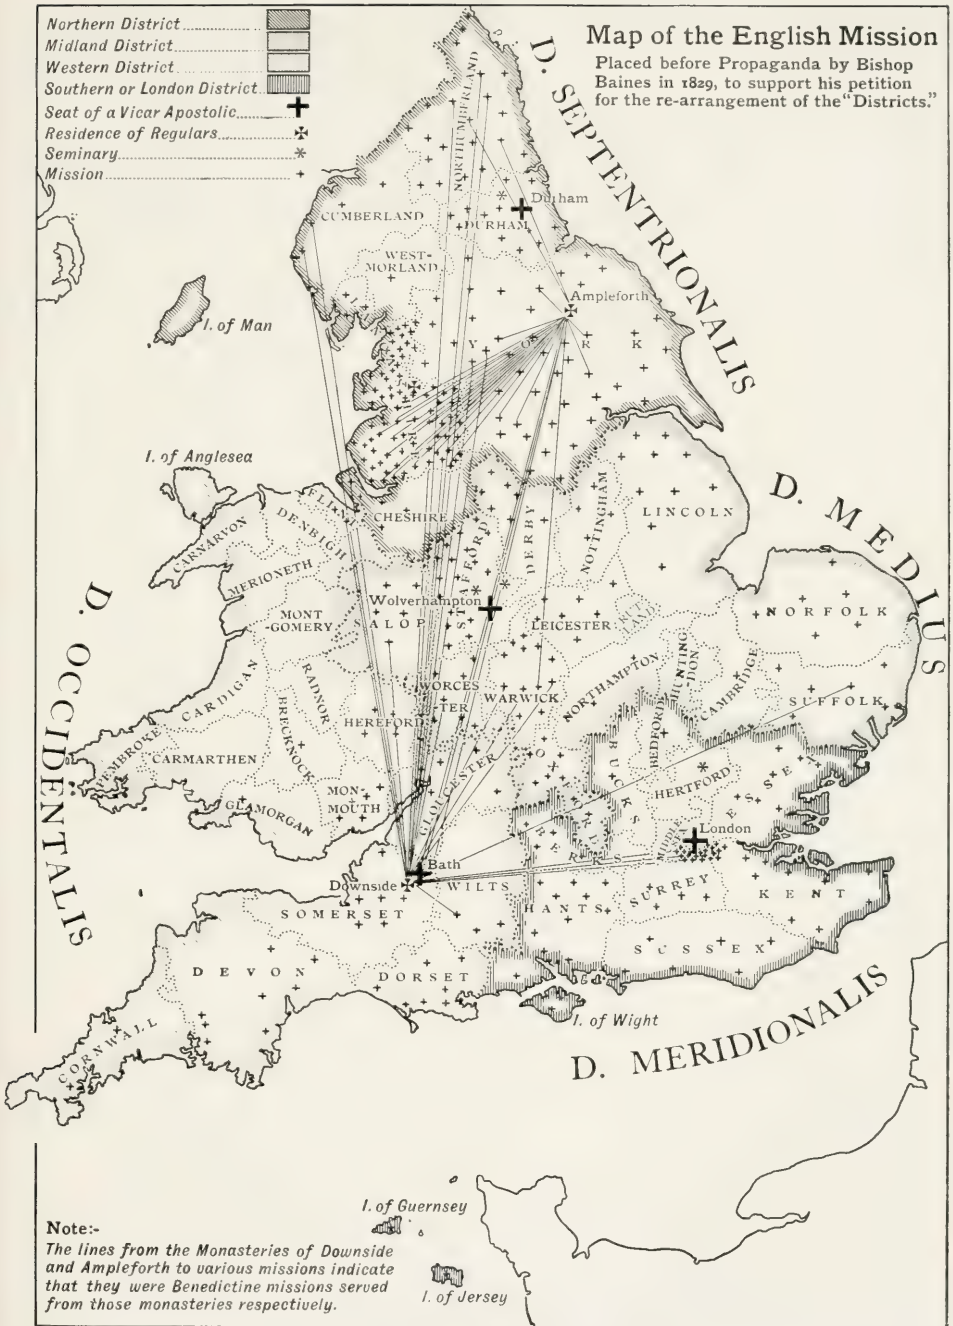 Northern District
Midland District
Western District
Southern or London District
Seat of a Vicar Apostolic
Residence of Regulars
Seminary
Mission
Map of the English Mission
Placed before Propaganda by Bishop
Baines in 1829, to support his petition
for the re-arrangement of the "Districts."
D. SEPTENTRIONALIS
NORTHUMBERLAND
Durham
CUMBERLAND
DURHAM
WEST-
MORLAND
Ampleforth
I. of Man
YORK
I. of Anglesea
D. MEDIUS
FLINT
CHESHIRE
DENBIGH
CARNARVON
MERIONETH
STAFFORD
DERBY
NOTTINGHAM
LINCOLN
Wolverhampton
MONT
-GOMERY
SALOP
LEICESTER
RUT-
LAND
NORFOLK
D. OCCIDENTALIS
CARDIGAN
RADNOR
WORCES
-TER
WARWICK
NORTHAMPTON
HUNTING
-DON
CAMBRIDGE
SUFFOLK
HEREFORD
BRECKNOCK
PEMBROKE
CARMARTHEN
GLAMORGAN
MON-
MOUTH
GLOUCESTER
OXFORD
BUCKS
BEDFORD
HERTFORD
ESSEX
MIDDLE
London
Bath
Downside
WILTS
BERKS
SURREY
KENT
HANTS
SUSSEX
SOMERSET
DEVON
DORSET
CORNWALL
I. of Wight
D. MERIDIONALIS
I. of Guernsey
I. of Jersey
Note:-
The lines from the Monasteries of Downside
and Ampleforth to various missions indicate
that they were Benedictine missions served
from those monasteries respectively.